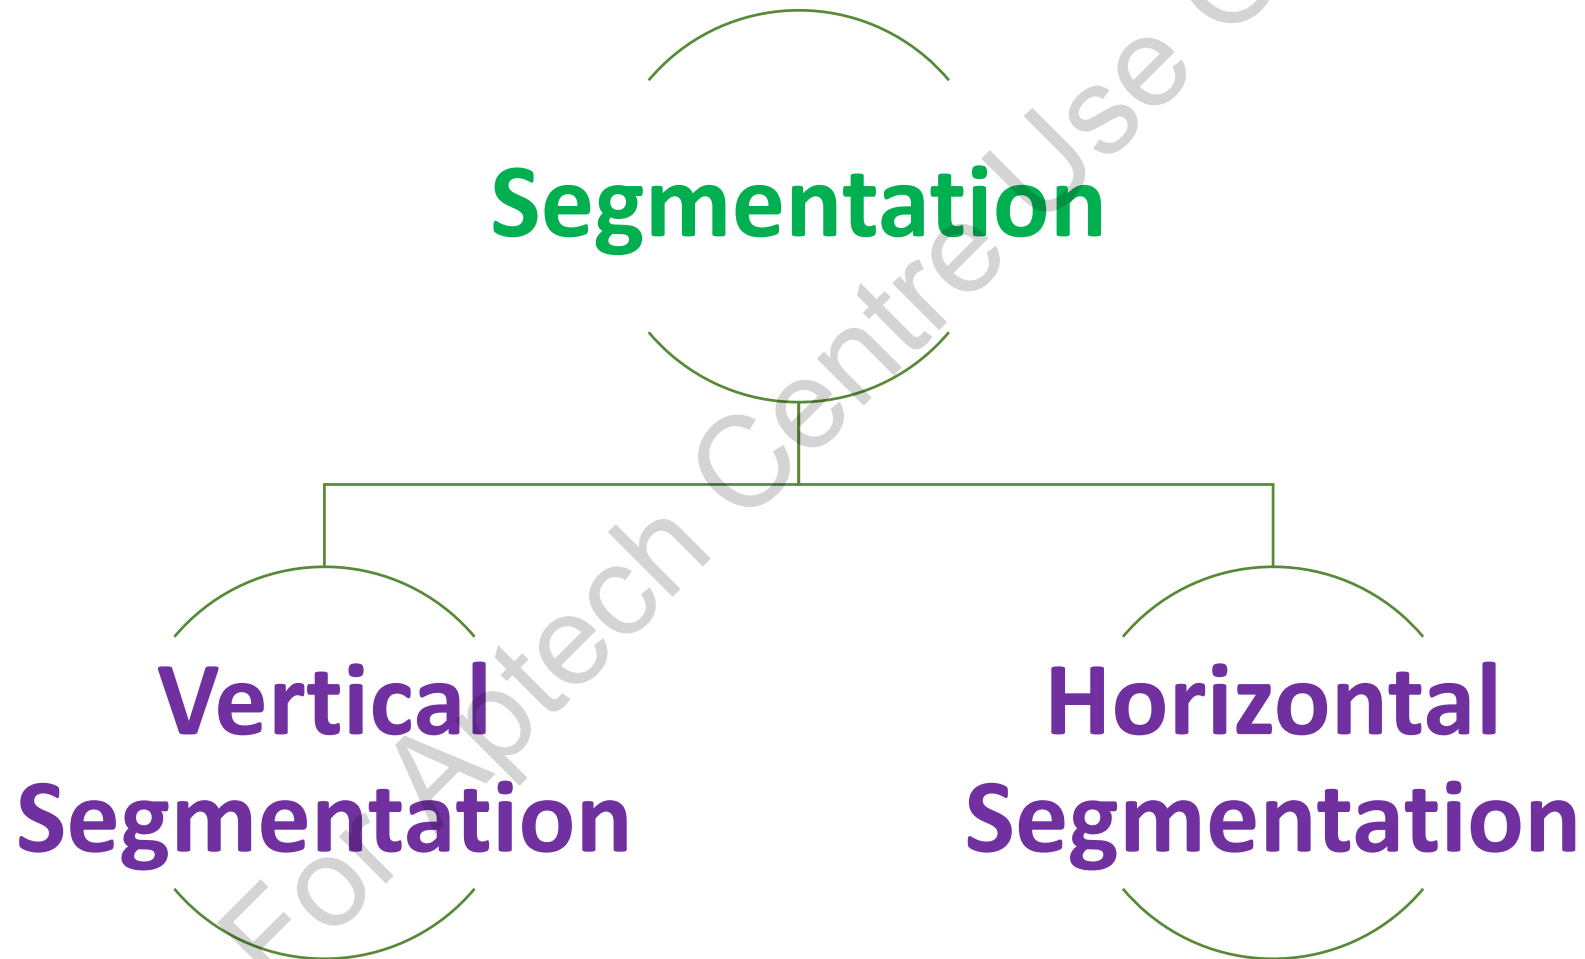 Segmentation
Vertical
Segmentation
Horizontal
Segmentation
For Aptech Centre Use